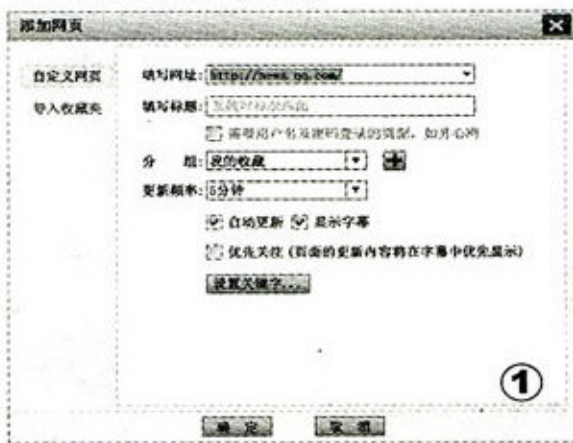 添加网页
自定义网页
导入收藏夹
填写网址: http://news.qq.com/
填写标题:
需要用户名及密码登录的页面，如开心网
分 组: 我的收藏
更新频率: 5分钟
自动更新 显示字幕
优先关注 (页面的更新内容将在字幕中优先显示)
设置关键字...
①
确 定 取 消